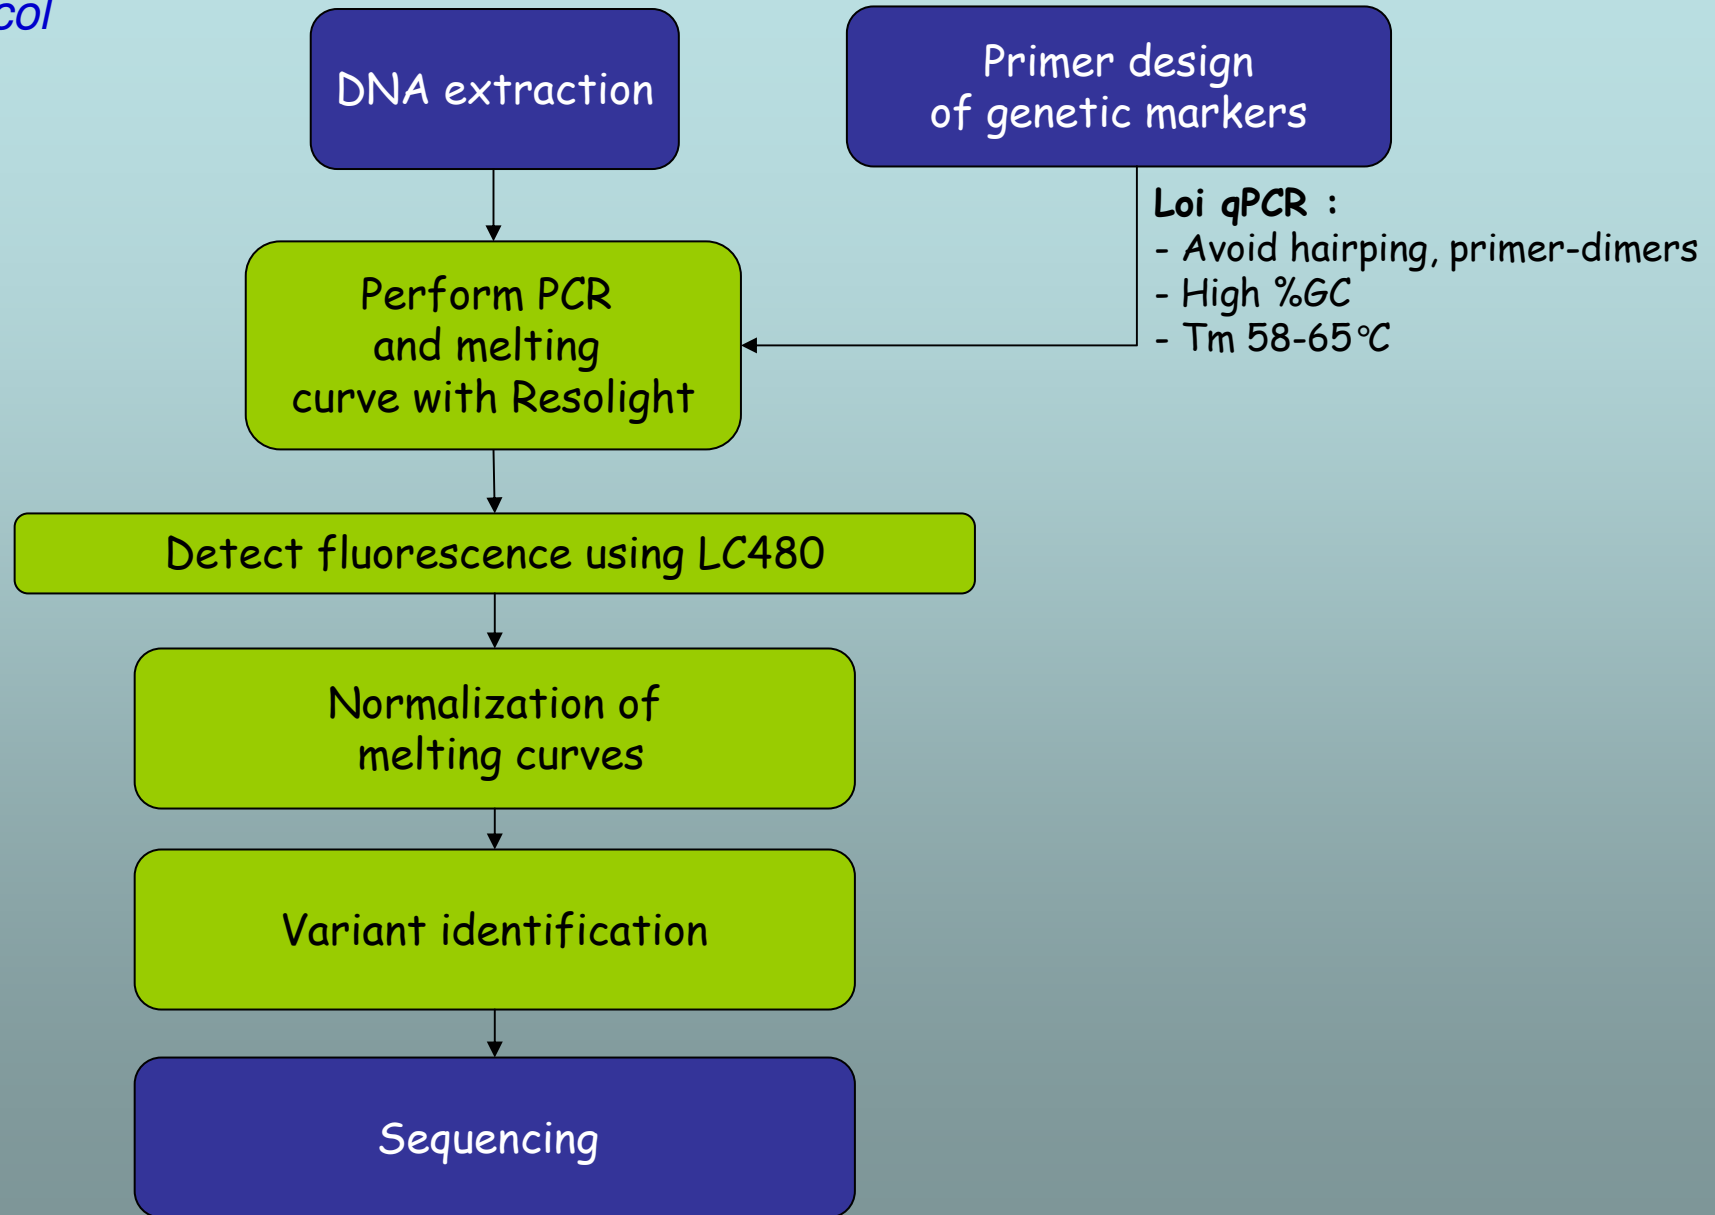 col
DNA extraction
Primer design
of genetic markers
Loi qPCR :
- Avoid hairping, primer-dimers
- High %GC
- Tm 58-65°C
Perform PCR
and melting
curve with Resolight
Detect fluorescence using LC480
Normalization of
melting curves
Variant identification
Sequencing